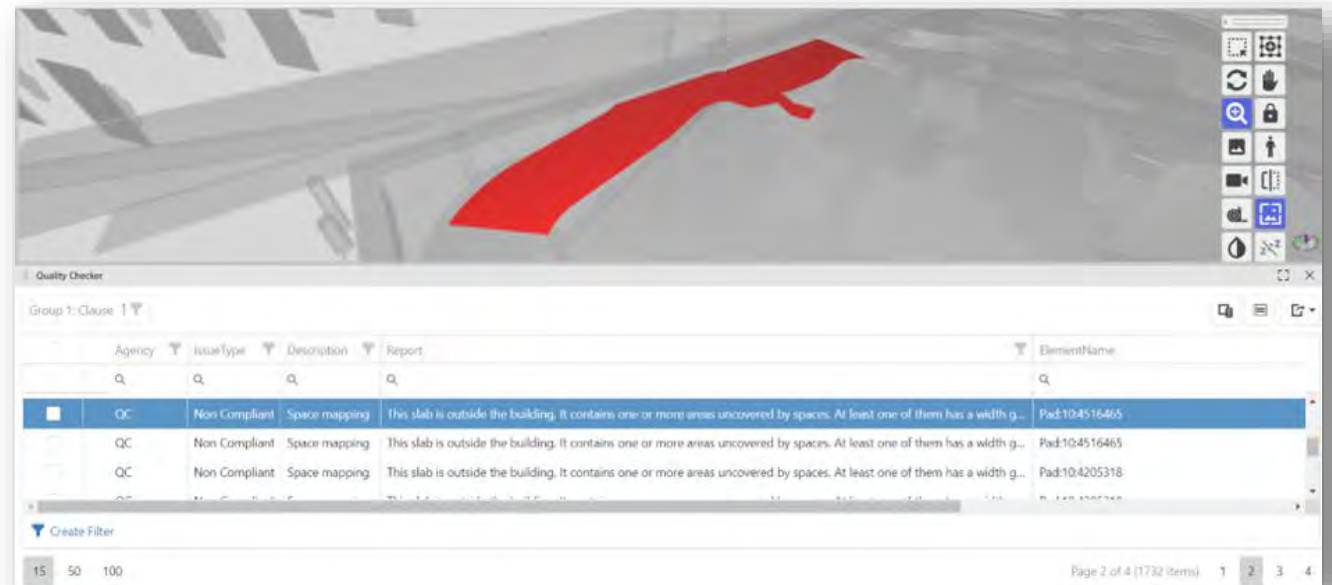 Quality Checker
Group 1: Clause
Agency IssueType Description Report ElementName
QC Non Compliant Space mapping This slab is outside the building. It contains one or more areas uncovered by spaces. At least one of them has a width g... Pad:10:4516465
QC Non Compliant Space mapping This slab is outside the building. It contains one or more areas uncovered by spaces. At least one of them has a width g... Pad:10:4516465
QC Non Compliant Space mapping This slab is outside the building. It contains one or more areas uncovered by spaces. At least one of them has a width g... Pad:10:4205318
Create Filter
15 50 100 Page 2 of 4 (1732 items) 1 2 3 4